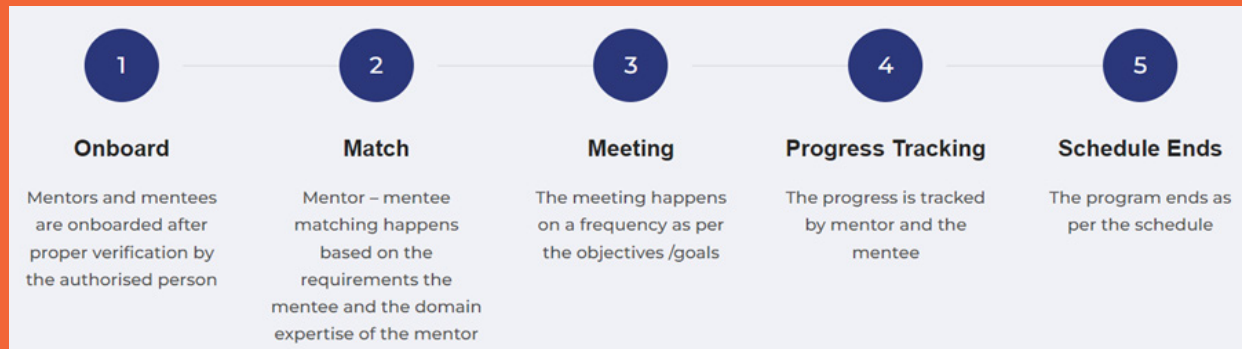 1
Onboard
Mentors and mentees
are onboarded after
proper verification by
the authorised person
2
Match
Mentor – mentee
matching happens
based on the
requirements the
mentee and the domain
expertise of the mentor
3
Meeting
The meeting happens
on a frequency as per
the objectives /goals
4
Progress Tracking
The progress is tracked
by mentor and the
mentee
5
Schedule Ends
The program ends as
per the schedule